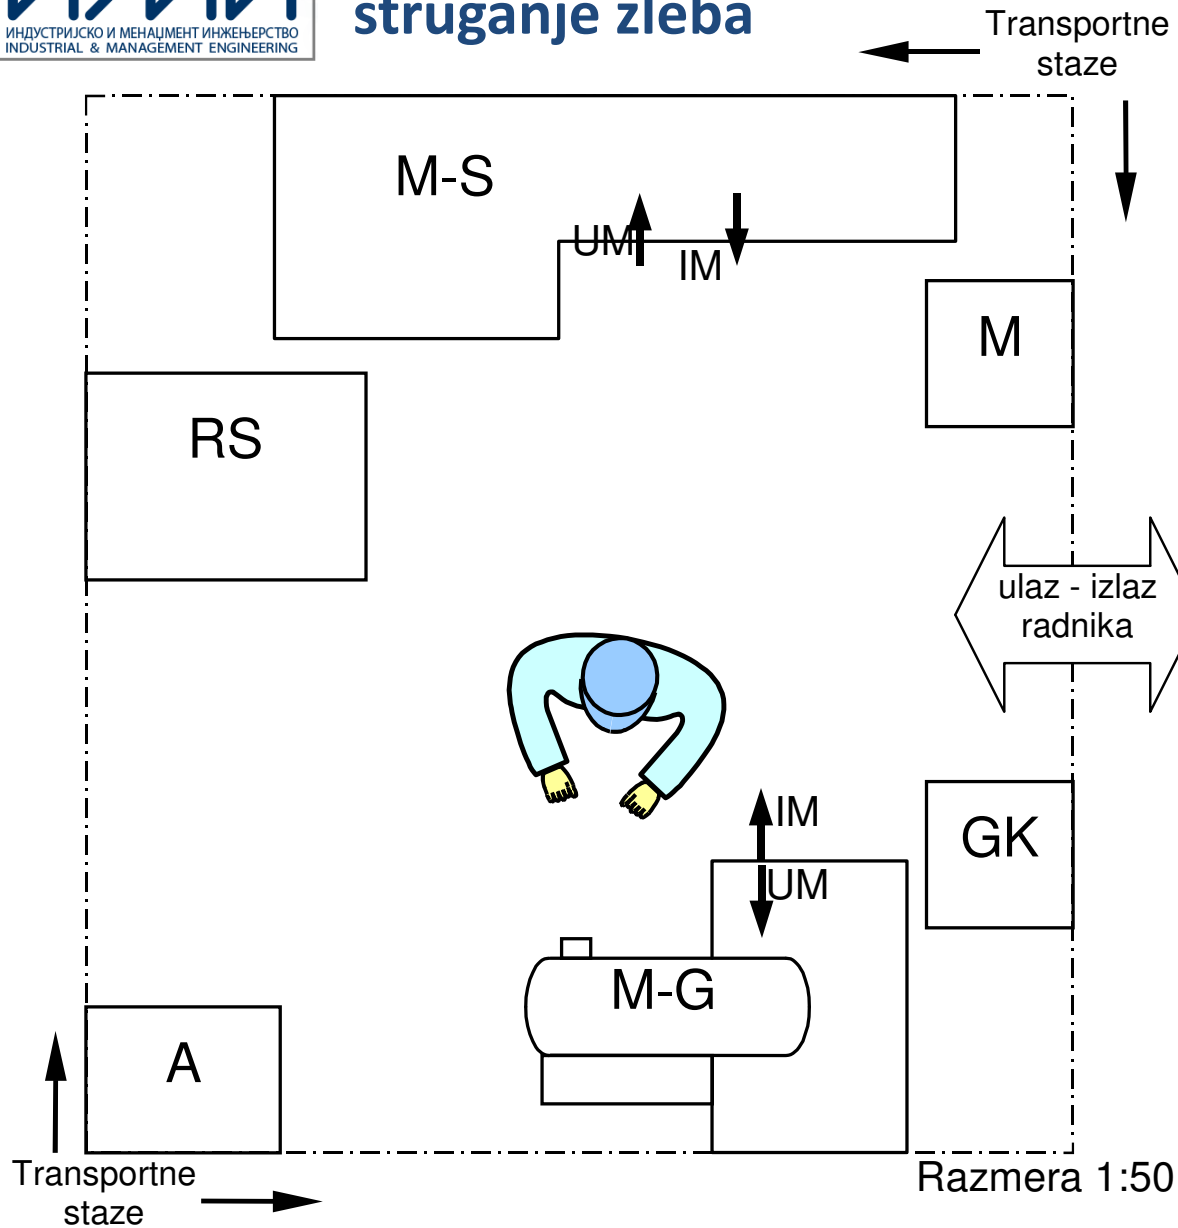 ИНДУСТРИЈСКО И МЕНАЏМЕНТ ИНЖЕЊЕРСТВО
INDUSTRIAL & MANAGEMENT ENGINEERING
struganje zleba
Transportne
staze
M-S
UM
IM
M
RS
ulaz - izlaz
radnika
IM
UM
GK
M-G
A
Transportne
staze
Razmera 1:50